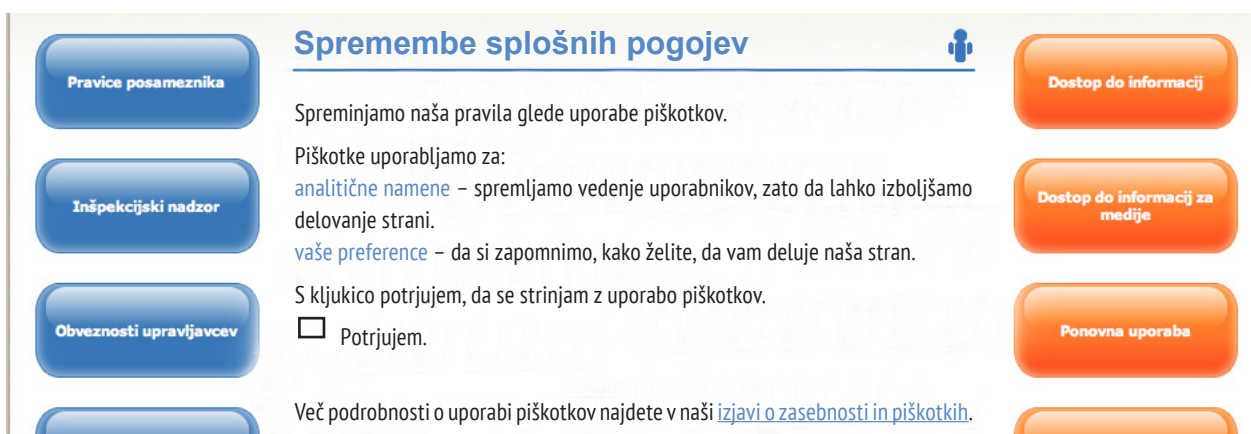 Spremembe splošnih pogojev
Pravice posameznika
Inšpekcijski nadzor
Obveznosti upravljavcev
Spreminjamo naša pravila glede uporabe piškotkov.
Piškotke uporabljamo za:
analitične namene – spremljamo vedenje uporabnikov, zato da lahko izboljšamo
delovanje strani.
vaše preference – da si zapomnimo, kako želite, da vam deluje naša stran.
S kljukico potrjujem, da se strinjam z uporabo piškotkov.
Potrjujem.
Več podrobnosti o uporabi piškotkov najdete v naši izjavi o zasebnosti in piškotkih.
Dostop do informacij
Dostop do informacij za
medije
Ponovna uporaba